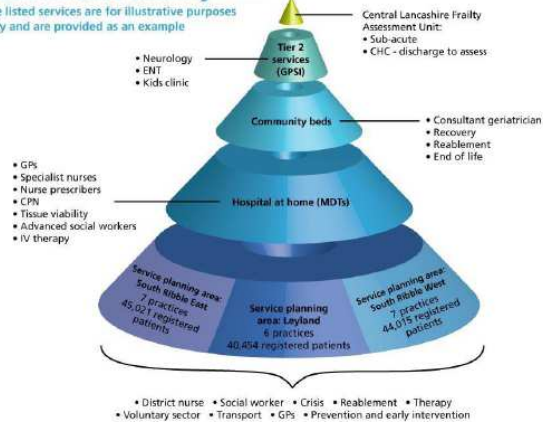 e listed services are for illustrative purposes
y and are provided as an example
Central Lancashire Frailty
Assessment Unit:
• Sub-acute
• CHC - discharge to assess
Tier 2
services
(GPSI)
• Neurology
• ENT
• Kids clinic
Community beds
• Consultant geriatrician
• Recovery
• Reablement
• End of life
• GPs
• Specialist nurses
• Nurse prescribers
• CPN
• Tissue viability
• Advanced social workers
• IV therapy
Hospital at home (MDTs)
Service planning area:
South Ribble East
7 practices
45,021 registered
patients
Service planning
area: Leyland
6 practices
40,454 registered patients
Service planning area:
South Ribble West
7 practices
44,015 registered
patients
• District nurse • Social worker • Crisis • Reablement • Therapy
• Voluntary sector • Transport • GPs • Prevention and early intervention